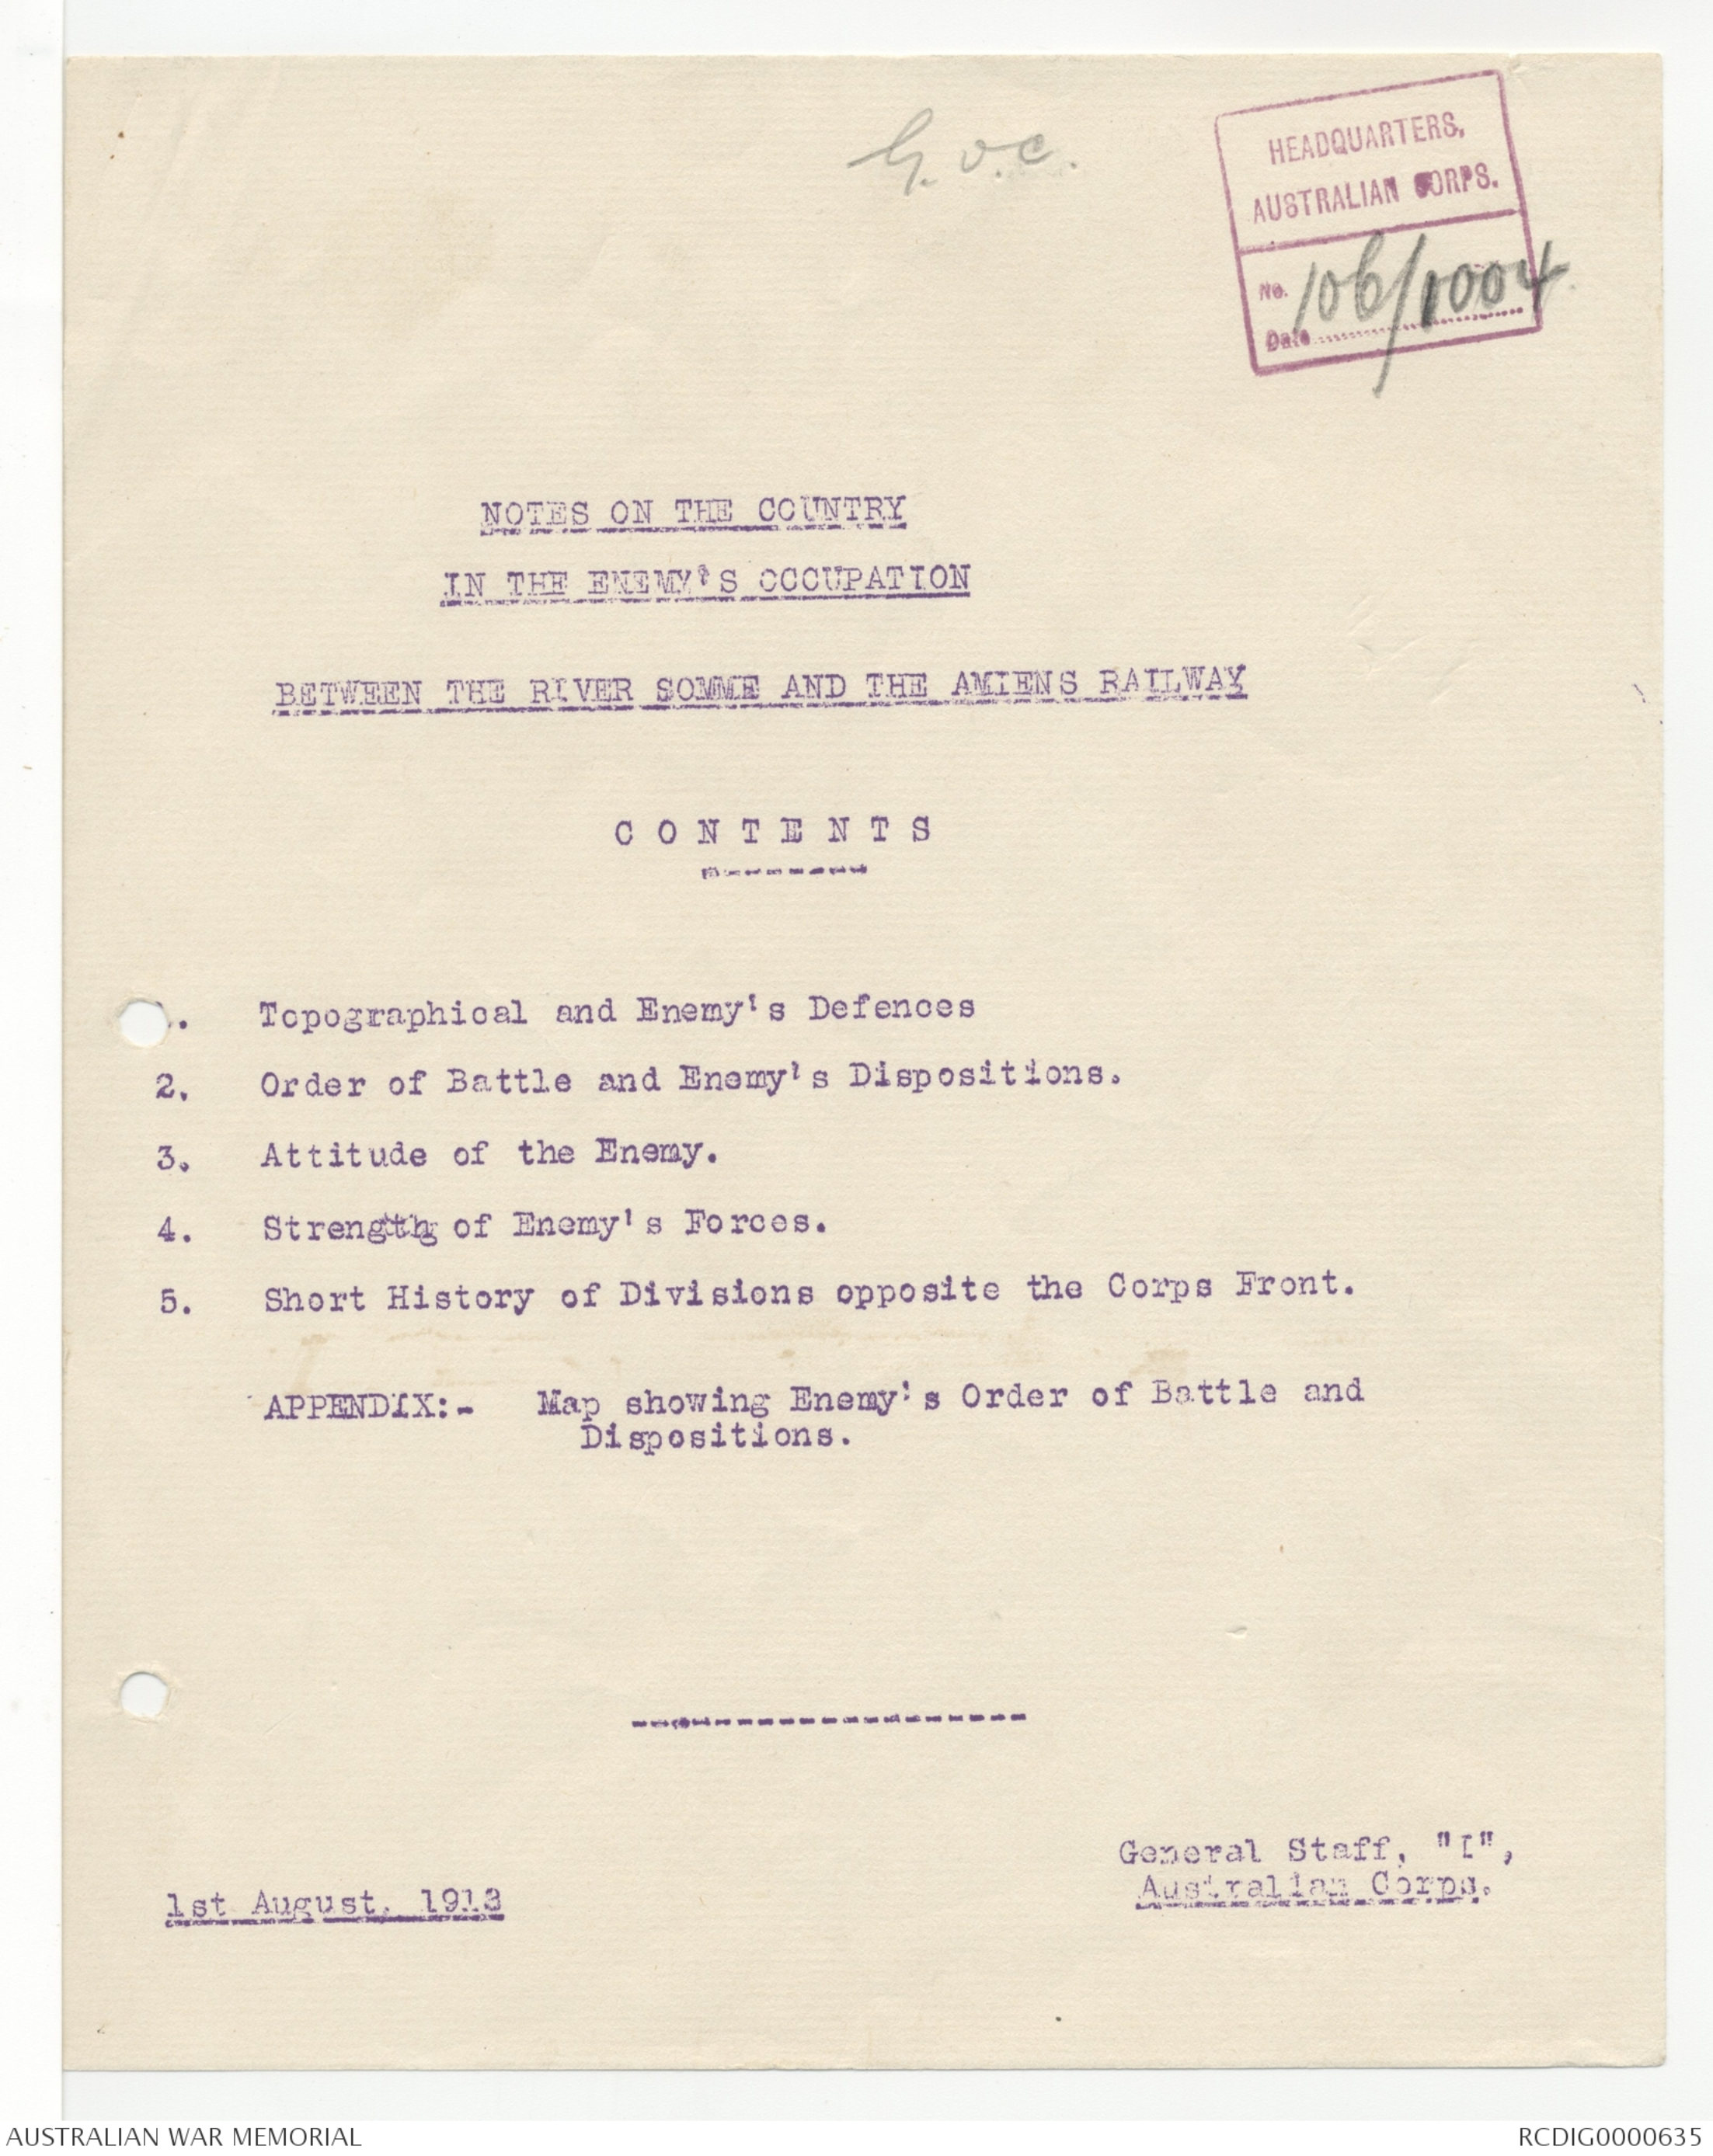 G.O.C.
HEADQUARTERS,
AUSTRALIAN CORPS.
No. 106/1004
Date
NOTES ON THE COUNTRY
IN THE ENEMY'S OCCUPATION
BETWEEN THE RIVER SOMME AND THE AMIENS RAILWAY
C O N T E N T S
. Topographical and Enemy's Defences
2. Order of Battle and Enemy's Dispositions.
3. Attitude of the Enemy.
4. Strength of Enemy's Forces.
5. Short History of Divisions opposite the Corps Front.
APPENDIX:- Map showing Enemy's Order of Battle and
Dispositions.
General Staff, "I",
Australian Corps.
1st August, 1918
AUSTRALIAN WAR MEMORIAL
RCDIG0000635